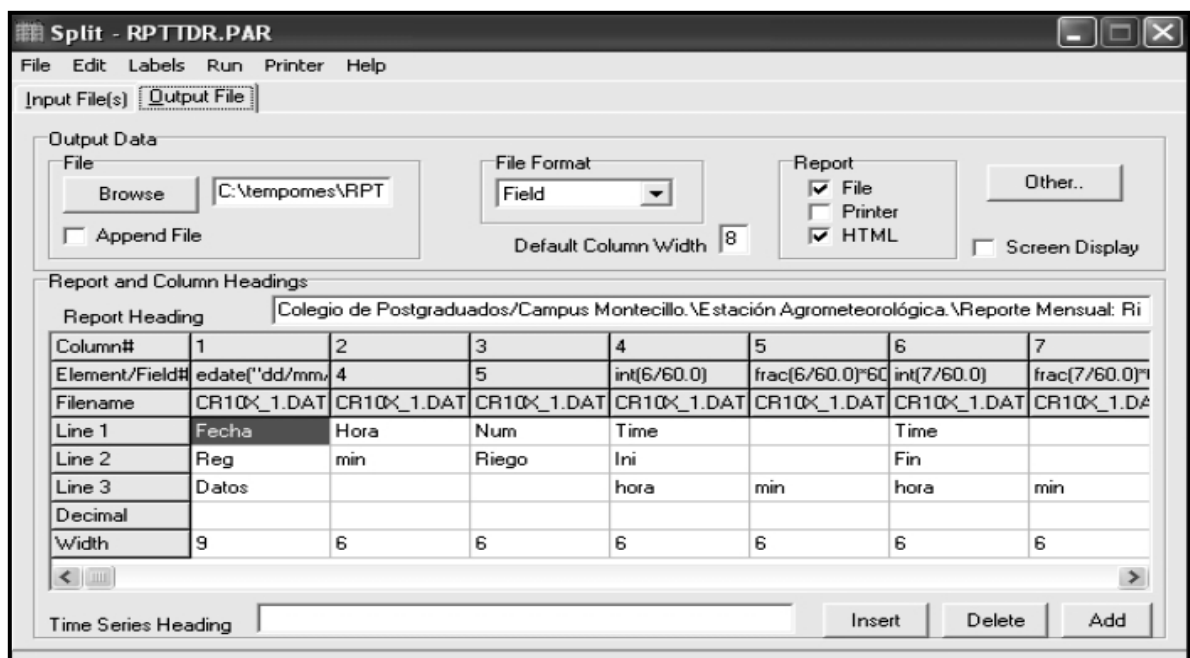 Split - RPTTDR.PAR
File Edit Labels Run Printer Help
Input File(s) Output File
Output Data
File
Browse C:\tempomes\RPT
Append File
File Format
Field
Default Column Width 8
Report
File
Printer
HTML
Other..
Screen Display
Report and Column Headings
Report Heading Colegio de Postgraduados/Campus Montecillo.\Estación Agrometeorológica.\Reporte Mensual: Ri
Column# 1 2 3 4 5 6 7
Element/Field# edate("dd/mm/ 4 5 int(6/60.0) frac(6/60.0)*60 int(7/60.0) frac(7/60.0)*
Filename CR10X_1.DAT CR10X_1.DAT CR10X_1.DAT CR10X_1.DAT CR10X_1.DAT CR10X_1.DAT CR10X_1.DA
Line 1 Fecha Hora Num Time Time
Line 2 Reg min Riego Ini Fin
Line 3 Datos hora min hora min
Decimal
Width 9 6 6 6 6 6 6
Time Series Heading Insert Delete Add